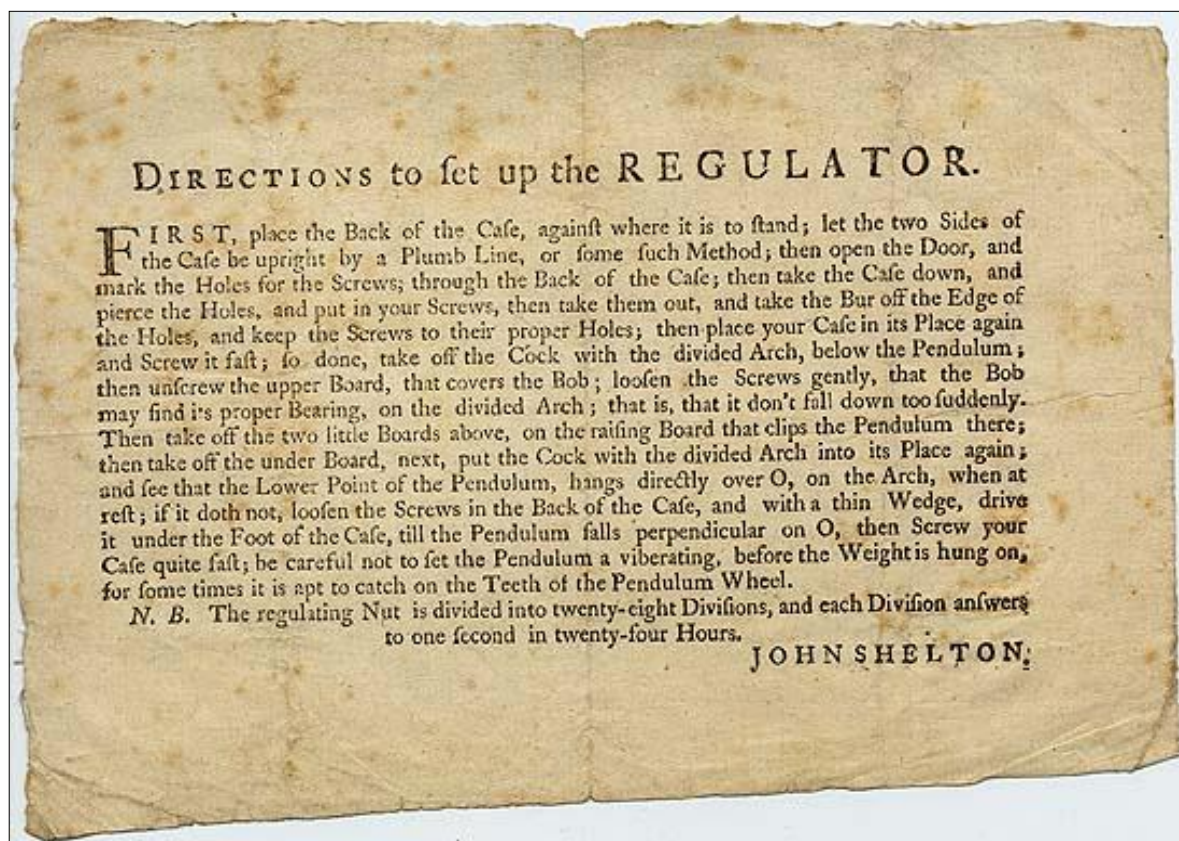 DIRECTIONS to ſet up the REGULATOR.
FIRST, place the Back of the Caſe, againſt where it is to ſtand; let the two Sides of
the Caſe be upright by a Plumb Line, or ſome ſuch Method; then open the Door, and
mark the Holes for the Screws; through the Back of the Caſe; then take the Caſe down, and
pierce the Holes, and put in your Screws, then take them out, and take the Bur off the Edge of
the Holes, and keep the Screws to their proper Holes; then place your Caſe in its Place again
and Screw it faſt; ſo done, take off the Cock with the divided Arch, below the Pendulum;
then unſcrew the upper Board, that covers the Bob; looſen the Screws gently, that the Bob
may find i's proper Bearing, on the divided Arch; that is, that it don't fall down too ſuddenly.
Then take off the two little Boards above, on the raiſing Board that clips the Pendulum there;
then take off the under Board, next, put the Cock with the divided Arch into its Place again;
and ſee that the Lower Point of the Pendulum, hangs directly over O, on the Arch, when at
reſt; if it doth not, looſen the Screws in the Back of the Caſe, and with a thin Wedge, drive
it under the Foot of the Caſe, till the Pendulum falls perpendicular on O, then Screw your
Caſe quite faſt; be careful not to ſet the Pendulum a viberating, before the Weight is hung on,
for ſome times it is apt to catch on the Teeth of the Pendulum Wheel.
N. B. The regulating Nut is divided into twenty-eight Diviſions, and each Diviſion anſwers
to one ſecond in twenty-four Hours.
JOHN SHELTON.